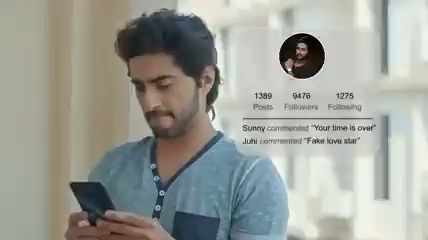 1389 9476 1275
Posts Followers Following
Sunny commented “Your time is over”
Juhi commented “Fake love star”